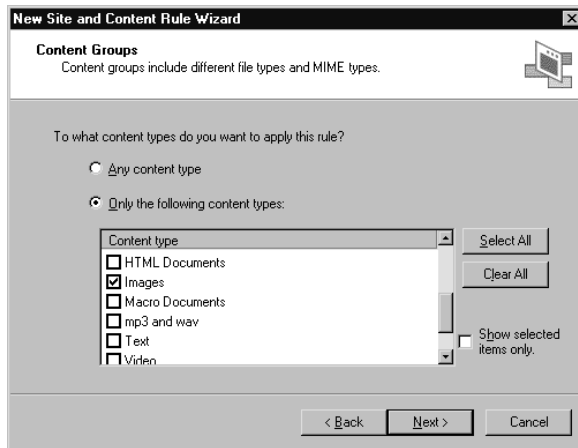 New Site and Content Rule Wizard
Content Groups
Content groups include different file types and MIME types.
To what content types do you want to apply this rule?
Any content type
Only the following content types:
Content type
HTML Documents
Images
Macro Documents
mp3 and wav
Text
Video
Select All
Clear All
Show selected
items only.
< Back
Next >
Cancel